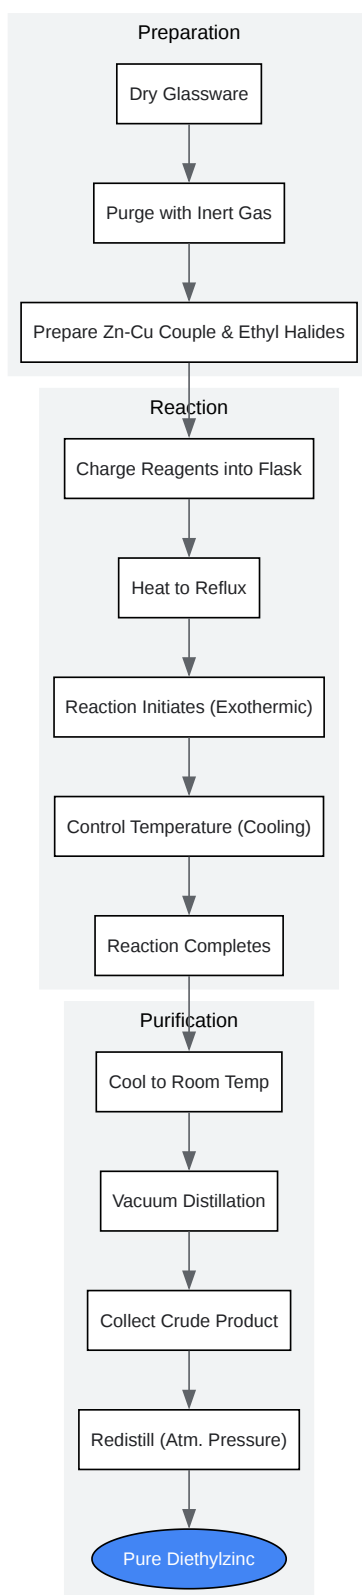 Preparation
Dry Glassware
Purge with Inert Gas
Prepare Zn-Cu Couple & Ethyl Halides
Reaction
Charge Reagents into Flask
Heat to Reflux
Reaction Initiates (Exothermic)
Control Temperature (Cooling)
Reaction Completes
Purification
Cool to Room Temp
Vacuum Distillation
Collect Crude Product
Redistill (Atm. Pressure)
Pure Diethylzinc